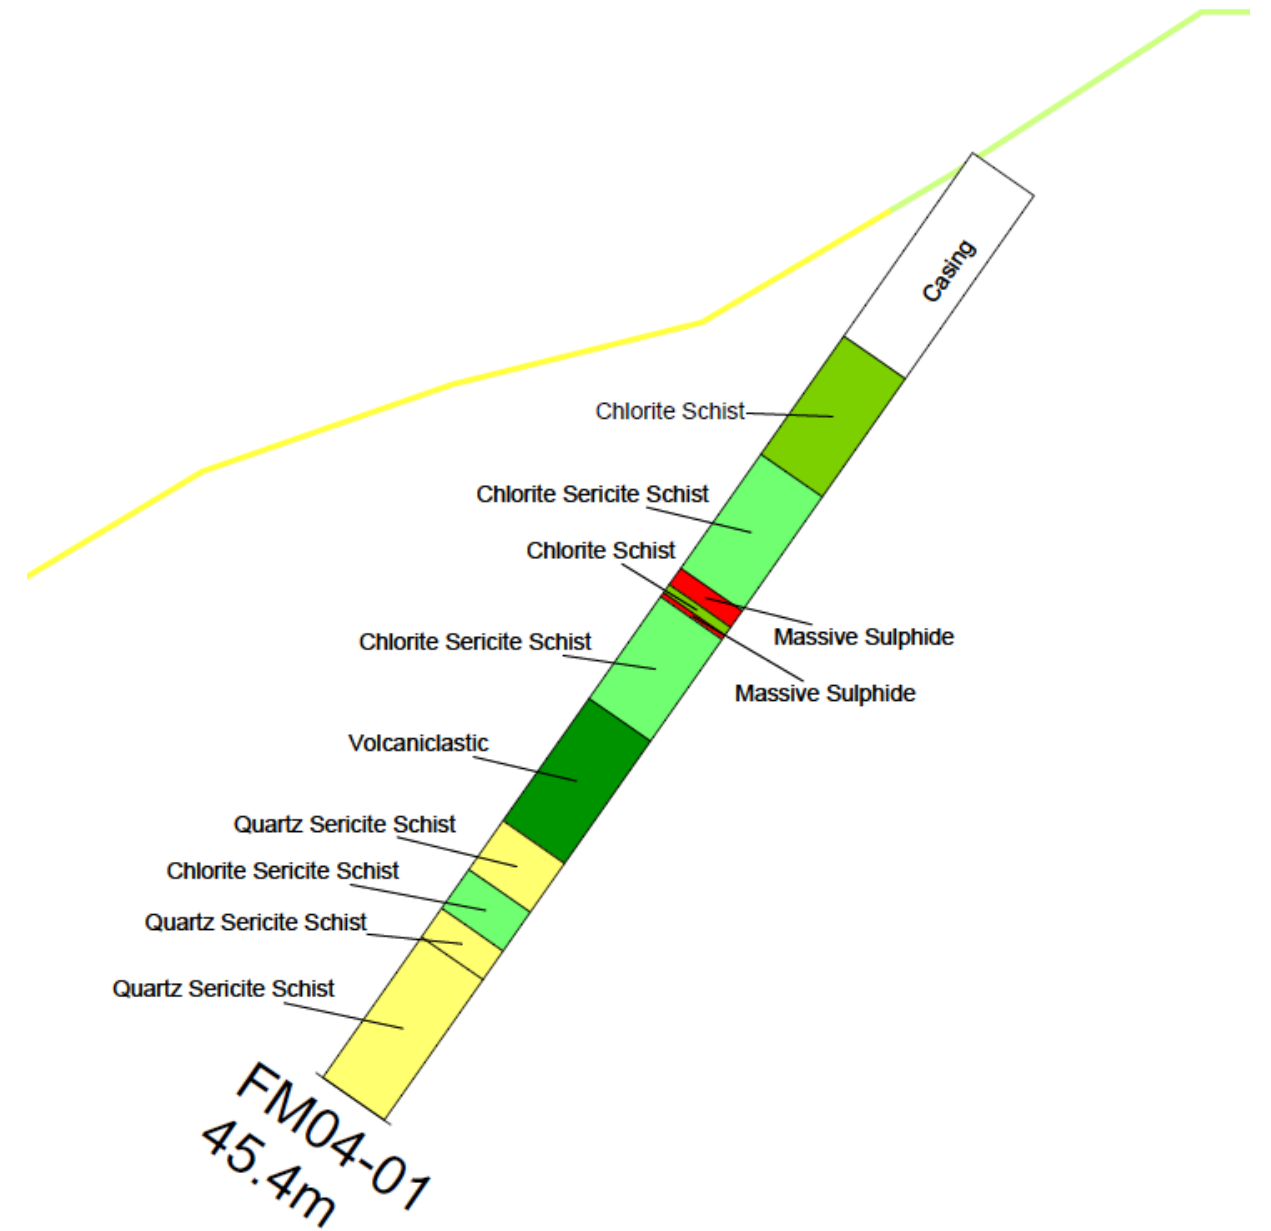 Casing
Chlorite Schist
Chlorite Sericite Schist
Chlorite Schist
Massive Sulphide
Chlorite Sericite Schist
Massive Sulphide
Volcaniclastic
Quartz Sericite Schist
Chlorite Sericite Schist
Quartz Sericite Schist
Quartz Sericite Schist
FM04-01
45.4m